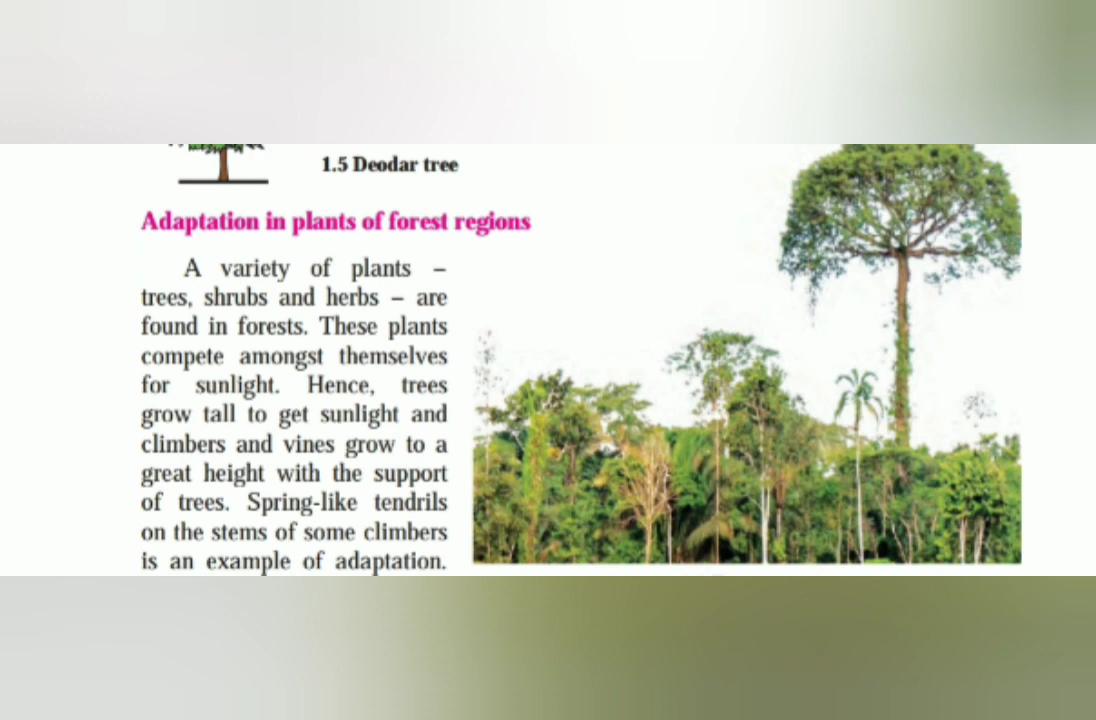 1.5 Deodar tree
Adaptation in plants of forest regions
A variety of plants –
trees, shrubs and herbs – are
found in forests. These plants
compete amongst themselves
for sunlight. Hence, trees
grow tall to get sunlight and
climbers and vines grow to a
great height with the support
of trees. Spring-like tendrils
on the stems of some climbers
is an example of adaptation.